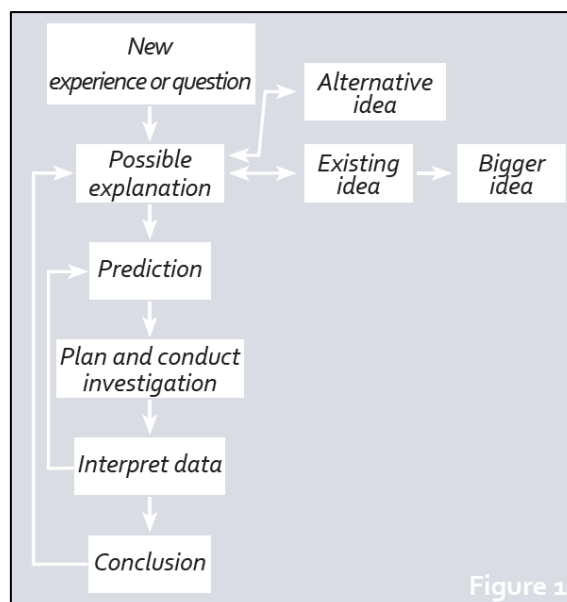 New
experience or question
Alternative
idea
Possible
explanation
Existing
idea
Bigger
idea
Prediction
Plan and conduct
investigation
Interpret data
Conclusion
Figure 1